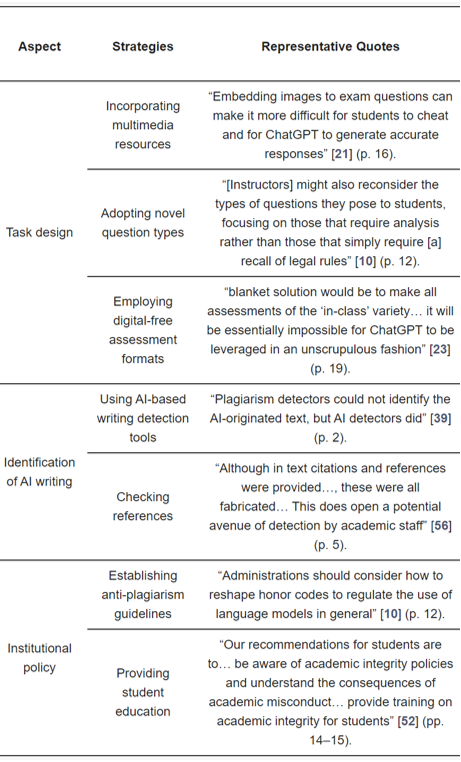 Aspect
Strategies
Representative Quotes
Task design
Incorporating
multimedia
resources
“Embedding images to exam questions can
make it more difficult for students to cheat
and for ChatGPT to generate accurate
responses” [21] (p. 16).
Adopting novel
question types
“[Instructors] might also reconsider the
types of questions they pose to students,
focusing on those that require analysis
rather than those that simply require [a]
recall of legal rules” [10] (p. 12).
Employing
digital-free
assessment
formats
“blanket solution would be to make all
assessments of the ‘in-class’ variety… it will
be essentially impossible for ChatGPT to be
leveraged in an unscrupulous fashion” [23]
(p. 19).
Identification
of AI writing
Using AI-based
writing detection
tools
“Plagiarism detectors could not identify the
AI-originated text, but AI detectors did” [39]
(p. 2).
Checking
references
“Although in text citations and references
were provided…, these were all
fabricated… This does open a potential
avenue of detection by academic staff” [56]
(p. 5).
Institutional
policy
Establishing
anti-plagiarism
guidelines
“Administrations should consider how to
reshape honor codes to regulate the use of
language models in general” [10] (p. 12).
Providing
student
education
“Our recommendations for students are
to… be aware of academic integrity policies
and understand the consequences of
academic misconduct… provide training on
academic integrity for students” [52] (pp.
14–15).